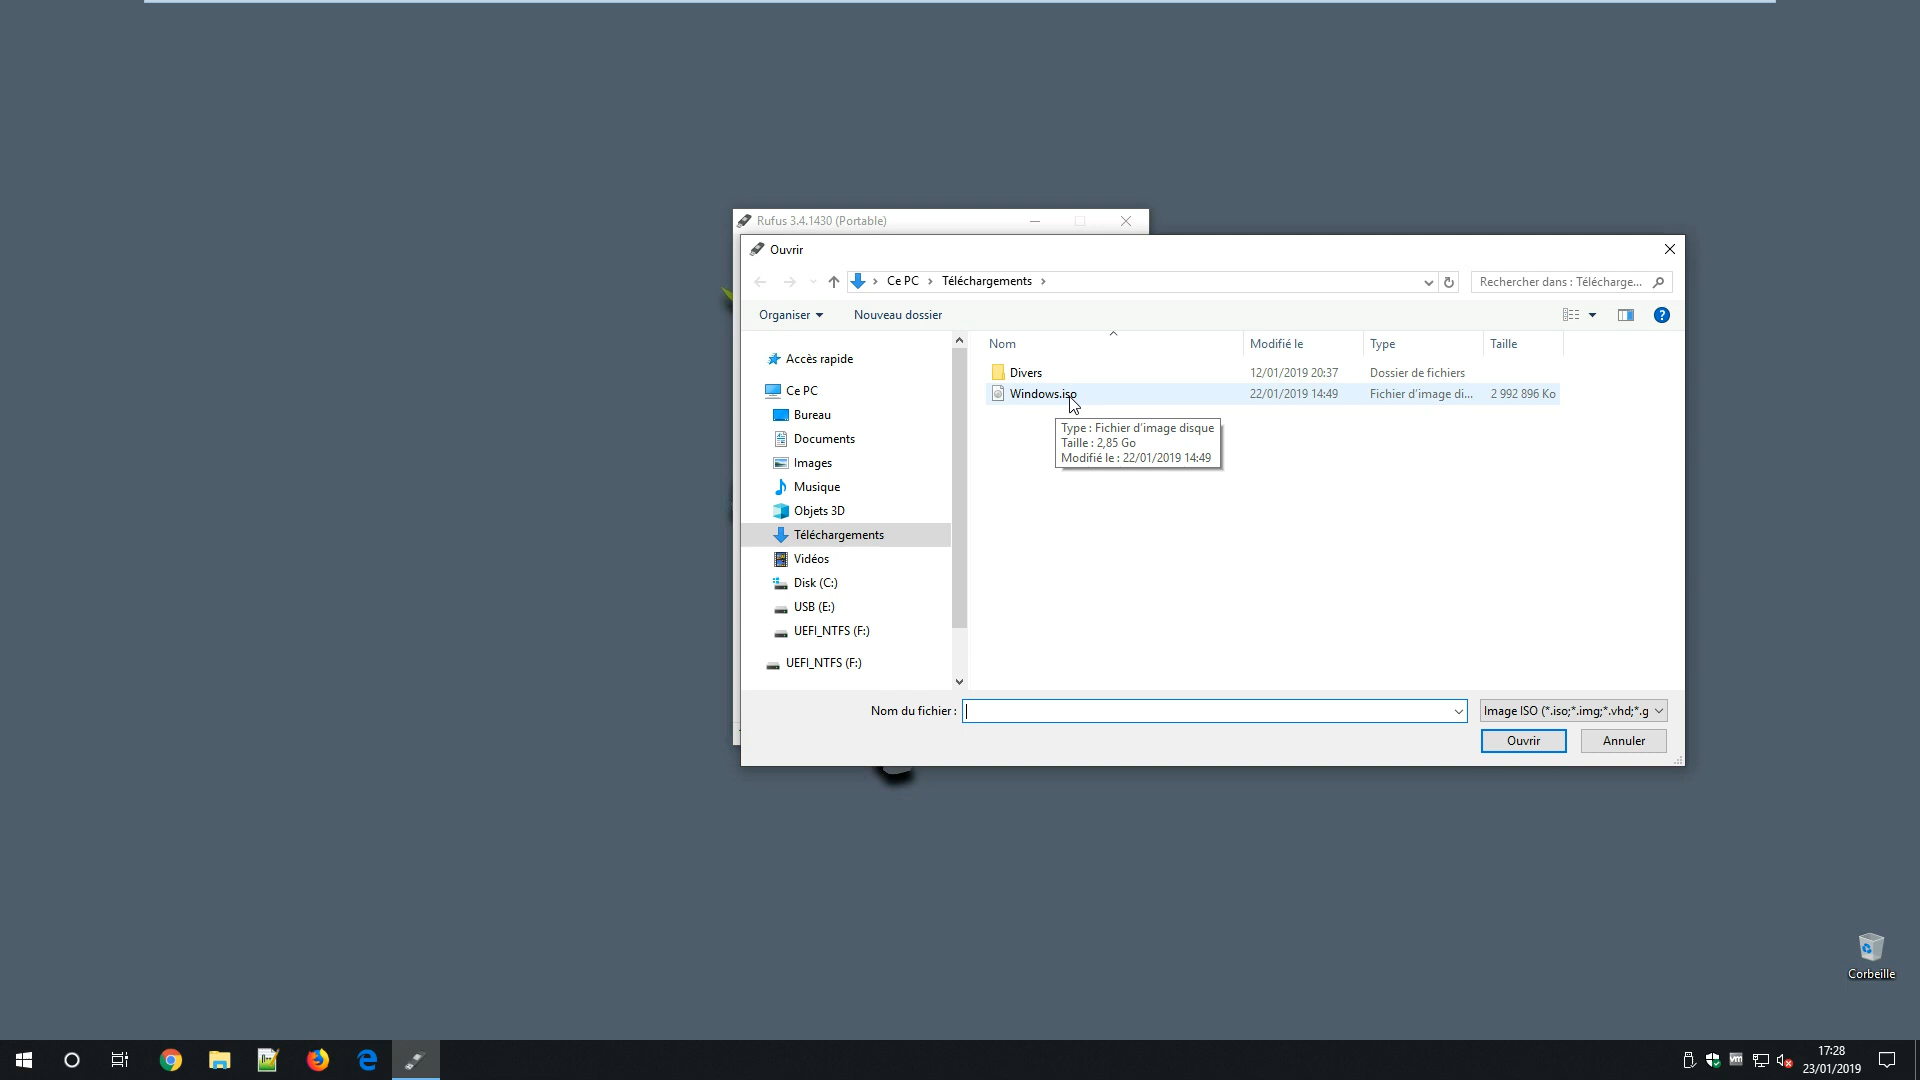 Rufus 3.4.1430 (Portable)
Ouvrir
Ce PC Téléchargements
Rechercher dans : Télécharge...
Organiser Nouveau dossier
Nom Modifié le Type Taille
Accès rapide
Ce PC
Bureau
Documents
Images
Musique
Objets 3D
Téléchargements
Vidéos
Disk (C:)
USB (E:)
UEFI_NTFS (F:)
UEFI_NTFS (F:)
Divers 12/01/2019 20:37 Dossier de fichiers
Windows.iso 22/01/2019 14:49 Fichier d'image di... 2 992 896 Ko
Type : Fichier d'image disque
Taille : 2,85 Go
Modifié le : 22/01/2019 14:49
Nom du fichier : Image ISO (*.iso;*.img;*.vhd;*.g
Ouvrir Annuler
Corbeille
vm
17:28
23/01/2019